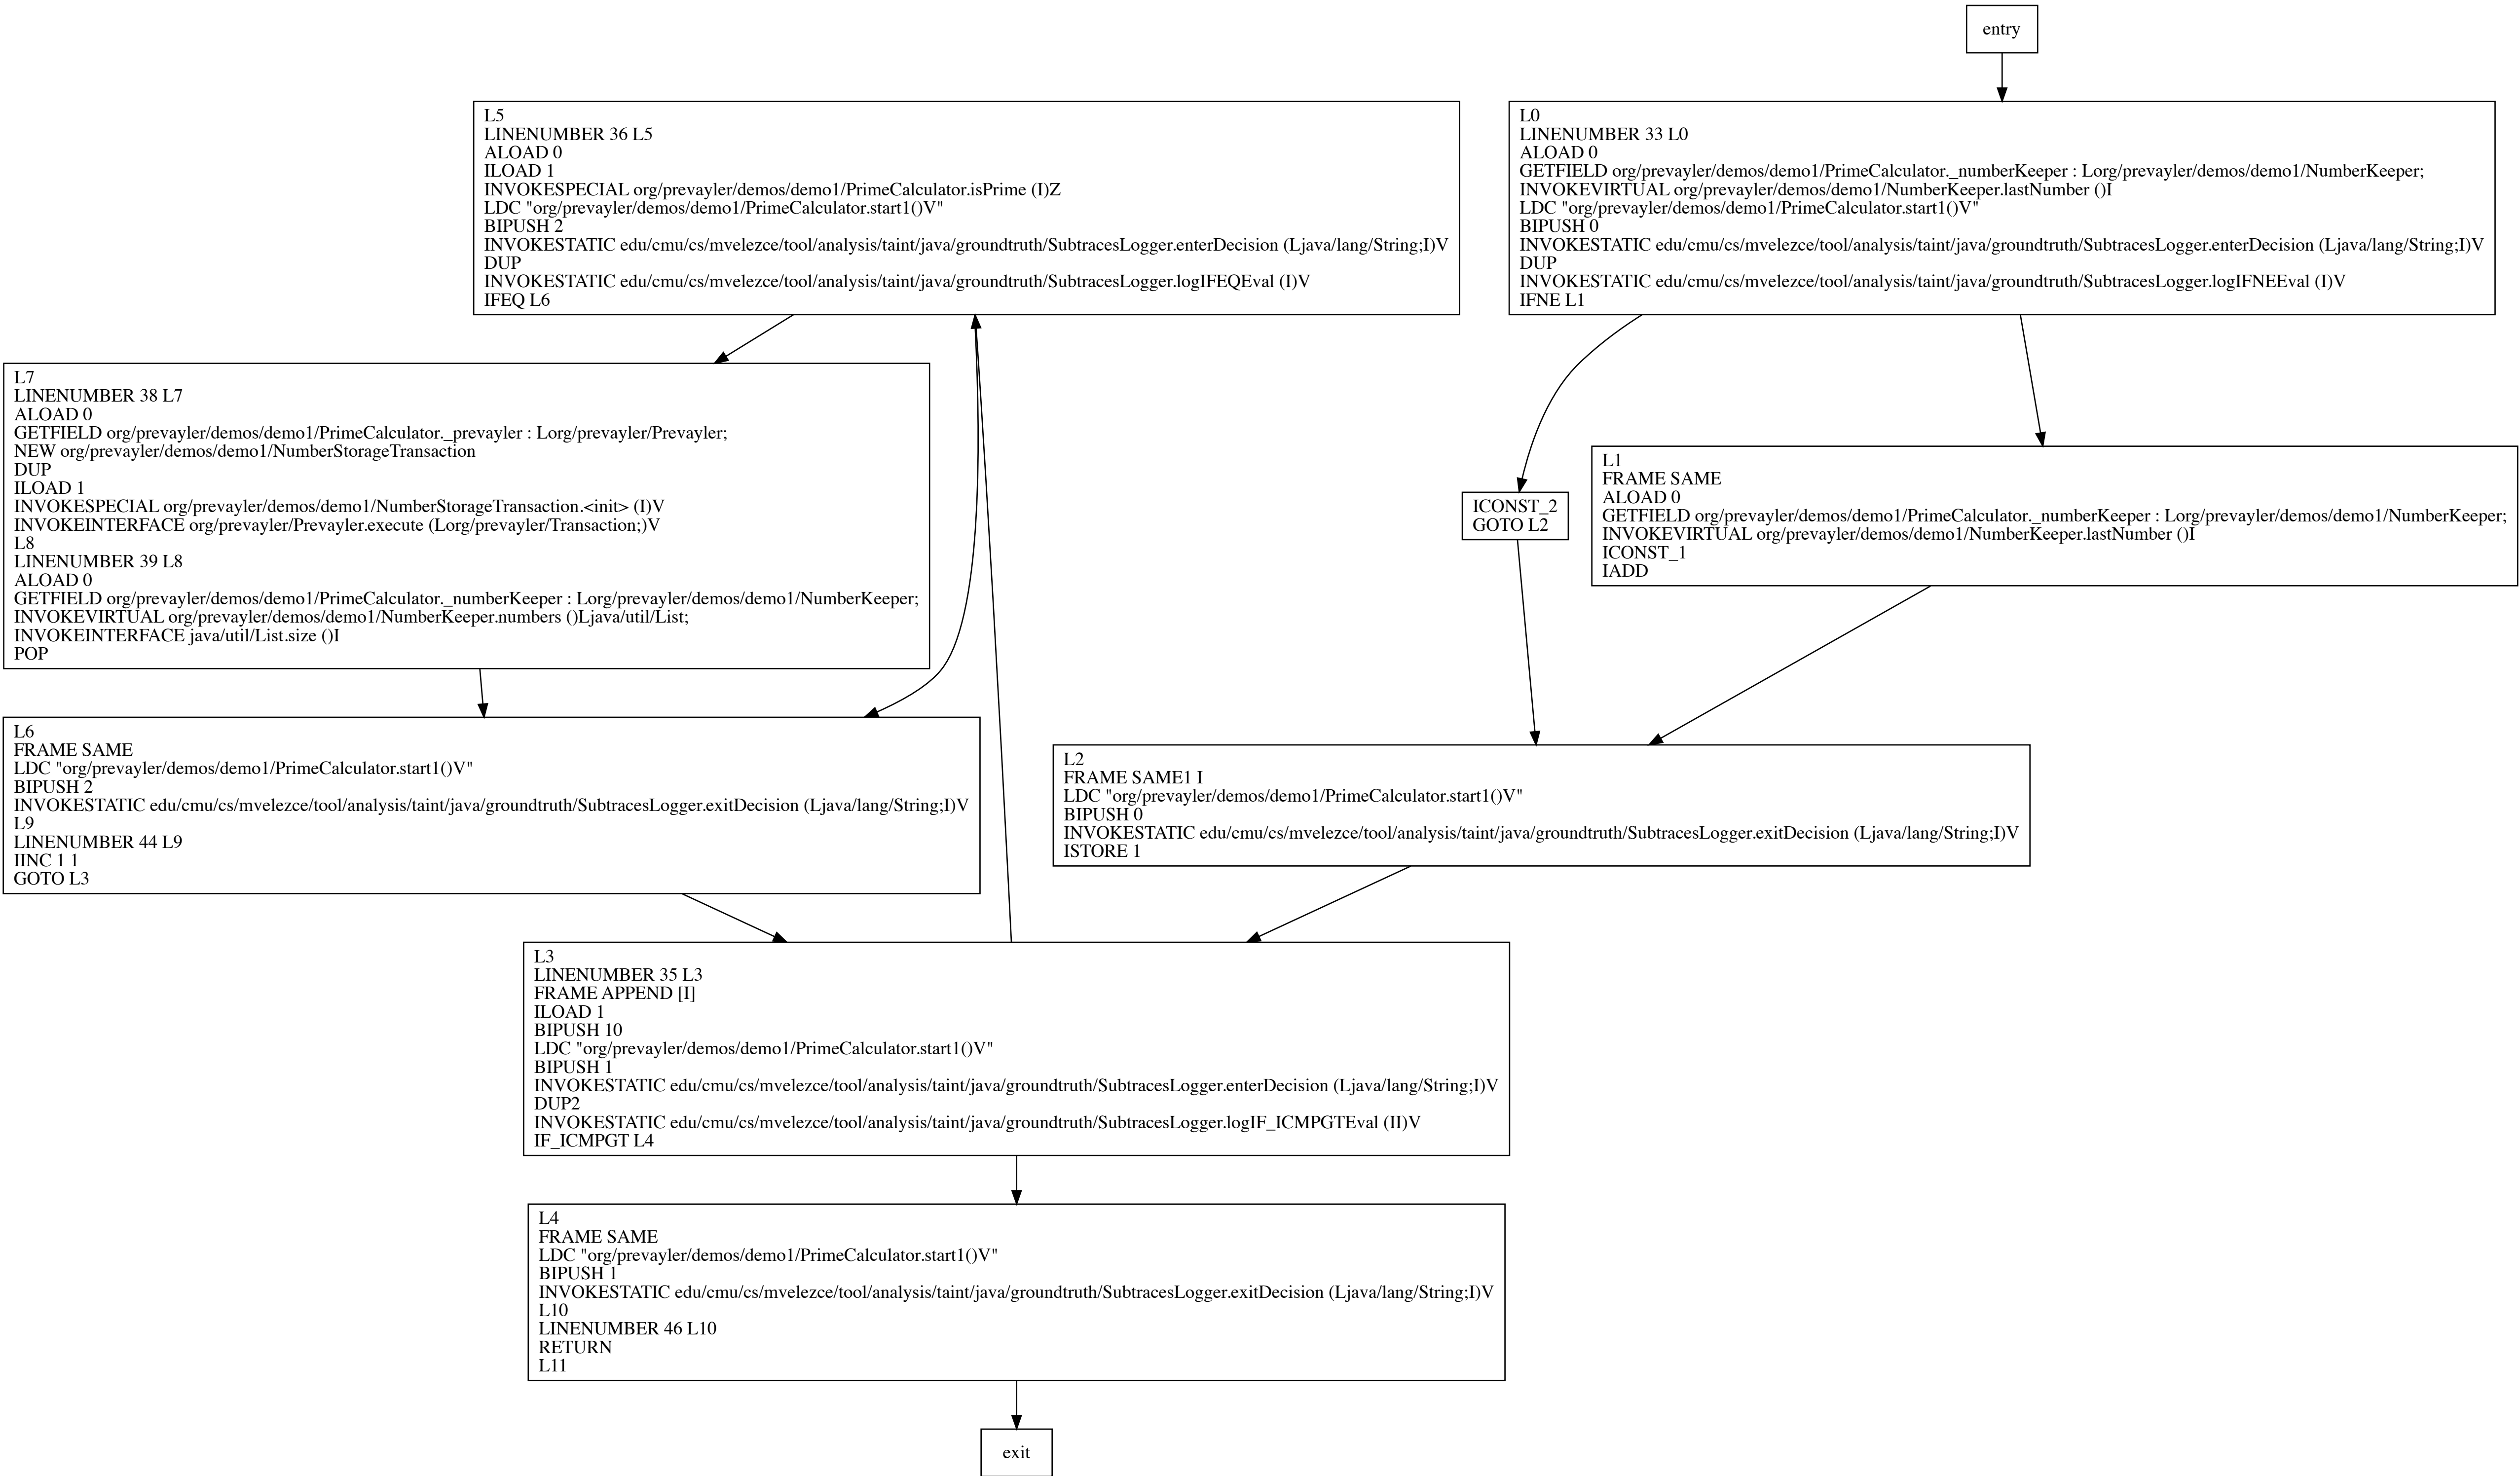 entry
L5
LINENUMBER 36 L5
ALOAD 0
ILOAD 1
INVOKESPECIAL org/prevayler/demos/demo1/PrimeCalculator.isPrime (I)Z
LDC "org/prevayler/demos/demo1/PrimeCalculator.start1()V"
BIPUSH 2
INVOKESTATIC edu/cmu/cs/mvelezce/tool/analysis/taint/java/groundtruth/SubtracesLogger.enterDecision (Ljava/lang/String;I)V
DUP
INVOKESTATIC edu/cmu/cs/mvelezce/tool/analysis/taint/java/groundtruth/SubtracesLogger.logIFEQEval (I)V
IFEQ L6
L0
LINENUMBER 33 L0
ALOAD 0
GETFIELD org/prevayler/demos/demo1/PrimeCalculator._numberKeeper : Lorg/prevayler/demos/demo1/NumberKeeper;
INVOKEVIRTUAL org/prevayler/demos/demo1/NumberKeeper.lastNumber ()I
LDC "org/prevayler/demos/demo1/PrimeCalculator.start1()V"
BIPUSH 0
INVOKESTATIC edu/cmu/cs/mvelezce/tool/analysis/taint/java/groundtruth/SubtracesLogger.enterDecision (Ljava/lang/String;I)V
DUP
INVOKESTATIC edu/cmu/cs/mvelezce/tool/analysis/taint/java/groundtruth/SubtracesLogger.logIFNEEval (I)V
IFNE L1
L7
LINENUMBER 38 L7
ALOAD 0
GETFIELD org/prevayler/demos/demo1/PrimeCalculator._prevayler : Lorg/prevayler/Prevayler;
NEW org/prevayler/demos/demo1/NumberStorageTransaction
DUP
ILOAD 1
INVOKESPECIAL org/prevayler/demos/demo1/NumberStorageTransaction.<init> (I)V
INVOKEINTERFACE org/prevayler/Prevayler.execute (Lorg/prevayler/Transaction;)V
L8
LINENUMBER 39 L8
ALOAD 0
GETFIELD org/prevayler/demos/demo1/PrimeCalculator._numberKeeper : Lorg/prevayler/demos/demo1/NumberKeeper;
INVOKEVIRTUAL org/prevayler/demos/demo1/NumberKeeper.numbers ()Ljava/util/List;
INVOKEINTERFACE java/util/List.size ()I
POP
ICONST_2
GOTO L2
L1
FRAME SAME
ALOAD 0
GETFIELD org/prevayler/demos/demo1/PrimeCalculator._numberKeeper : Lorg/prevayler/demos/demo1/NumberKeeper;
INVOKEVIRTUAL org/prevayler/demos/demo1/NumberKeeper.lastNumber ()I
ICONST_1
IADD
L6
FRAME SAME
LDC "org/prevayler/demos/demo1/PrimeCalculator.start1()V"
BIPUSH 2
INVOKESTATIC edu/cmu/cs/mvelezce/tool/analysis/taint/java/groundtruth/SubtracesLogger.exitDecision (Ljava/lang/String;I)V
L9
LINENUMBER 44 L9
IINC 1 1
GOTO L3
L2
FRAME SAME1 I
LDC "org/prevayler/demos/demo1/PrimeCalculator.start1()V"
BIPUSH 0
INVOKESTATIC edu/cmu/cs/mvelezce/tool/analysis/taint/java/groundtruth/SubtracesLogger.exitDecision (Ljava/lang/String;I)V
ISTORE 1
L3
LINENUMBER 35 L3
FRAME APPEND [I]
ILOAD 1
BIPUSH 10
LDC "org/prevayler/demos/demo1/PrimeCalculator.start1()V"
BIPUSH 1
INVOKESTATIC edu/cmu/cs/mvelezce/tool/analysis/taint/java/groundtruth/SubtracesLogger.enterDecision (Ljava/lang/String;I)V
DUP2
INVOKESTATIC edu/cmu/cs/mvelezce/tool/analysis/taint/java/groundtruth/SubtracesLogger.logIF_ICMPGTEval (II)V
IF_ICMPGT L4
L4
FRAME SAME
LDC "org/prevayler/demos/demo1/PrimeCalculator.start1()V"
BIPUSH 1
INVOKESTATIC edu/cmu/cs/mvelezce/tool/analysis/taint/java/groundtruth/SubtracesLogger.exitDecision (Ljava/lang/String;I)V
L10
LINENUMBER 46 L10
RETURN
L11
exit